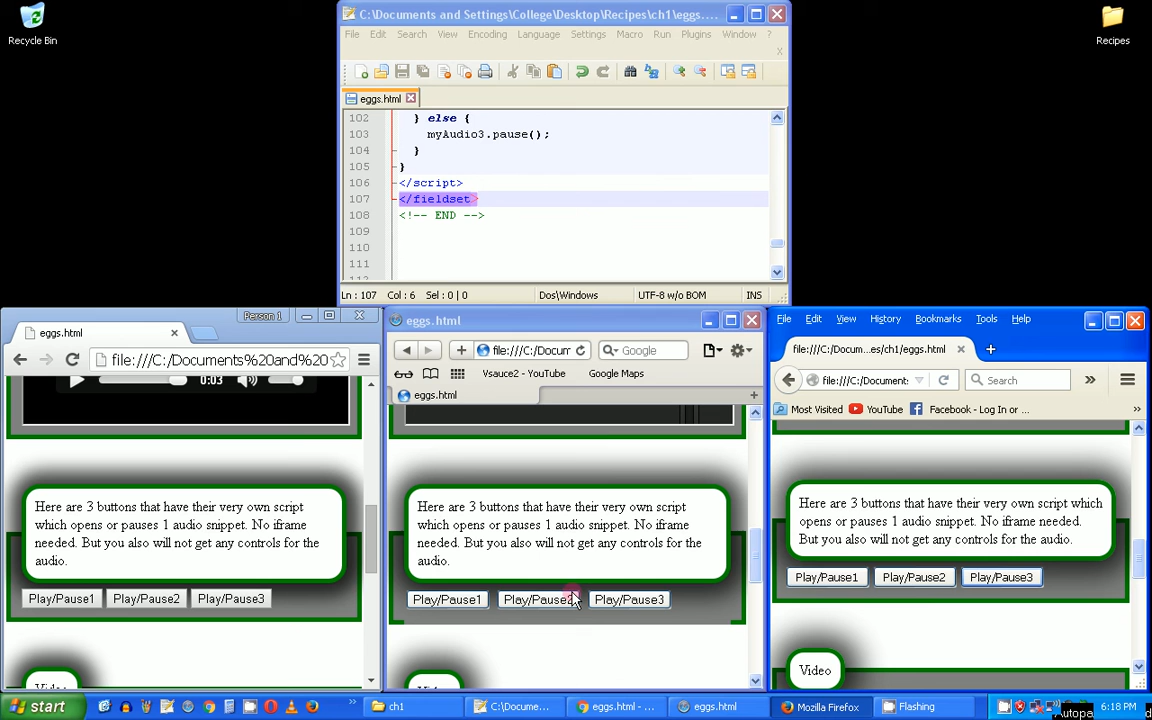 Recycle Bin
Recipes
C:\Documents and Settings\College\Desktop\Recipes\ch1\eggs....
File Edit Search View Encoding Language Settings Macro Run Plugins Window ?
X
eggs.html
102 } else {
103 myAudio3.pause();
104 }
105 }
106 </script>
107 </fieldset>
108 <!-- END -->
109
110
111
Ln : 107 Col : 6 Sel : 0 | 0 Dos\Windows UTF-8 w/o BOM INS
Person 1
eggs.html
file:///C:/Documents%20and%20
0:03
Here are 3 buttons that have their very own script
which opens or pauses 1 audio snippet. No iframe
needed. But you also will not get any controls for the
audio.
Play/Pause1 Play/Pause2 Play/Pause3
Video
eggs.html
file:///C:/Docum Google
Vsauce2 - YouTube Google Maps
eggs.html
Here are 3 buttons that have their very own script
which opens or pauses 1 audio snippet. No iframe
needed. But you also will not get any controls for the
audio.
Play/Pause1 Play/Pause2 Play/Pause3
File Edit View History Bookmarks Tools Help
file:///C:/Docum...es/ch1/eggs.html
file:///C:/Document: Search
Most Visited YouTube Facebook - Log In or ...
Here are 3 buttons that have their very own script which
opens or pauses 1 audio snippet. No iframe needed.
But you also will not get any controls for the audio.
Play/Pause1 Play/Pause2 Play/Pause3
Video
start ch1 C:\Docume... eggs.html - ... eggs.html Mozilla Firefox Flashing 6:18 PM
Autopa